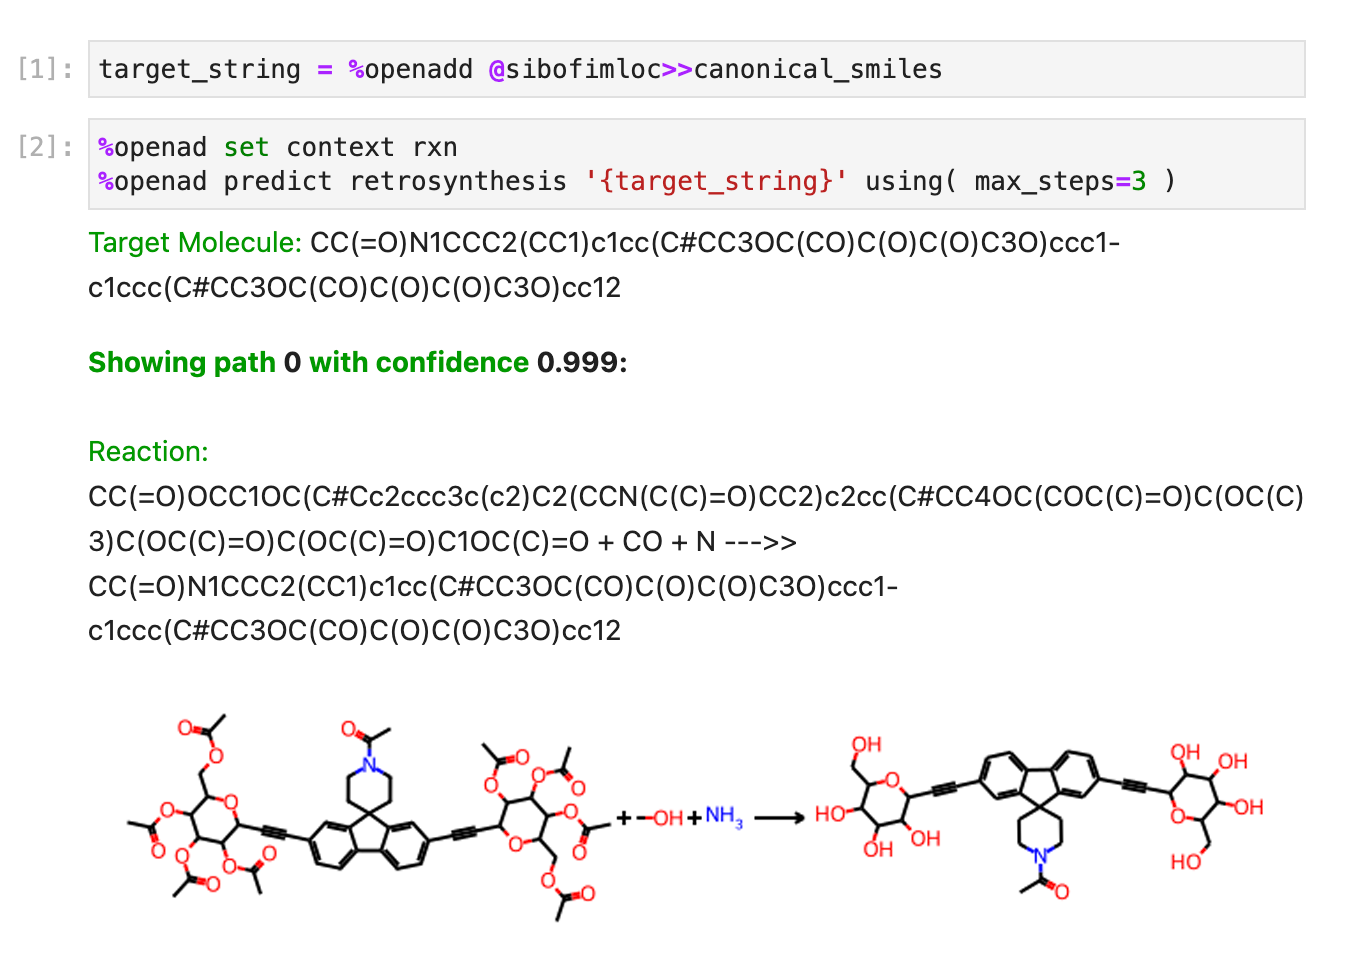 [1]: target_string = %openadd @sibofimloc>>canonical_smiles
[2]: %openad set context rxn
%openad predict retrosynthesis '{target_string}' using( max_steps=3 )
Target Molecule: CC(=O)N1CCC2(CC1)c1cc(C#CC3OC(CO)C(O)C(O)C3O)ccc1-
c1ccc(C#CC3OC(CO)C(O)C(O)C3O)cc12
Showing path 0 with confidence 0.999:
Reaction:
CC(=O)OCC1OC(C#Cc2ccc3c(c2)C2(CCN(C(C)=O)CC2)c2cc(C#CC4OC(COC(C)=O)C(OC(C)
3)C(OC(C)=O)C(OC(C)=O)C1OC(C)=O + CO + N --->>
CC(=O)N1CCC2(CC1)c1cc(C#CC3OC(CO)C(O)C(O)C3O)ccc1-
c1ccc(C#CC3OC(CO)C(O)C(O)C3O)cc12
O O O O O O O O O N O O O O O O O O O O + OH + NH3
OH O HO OH OH N O OH OH OH O HO